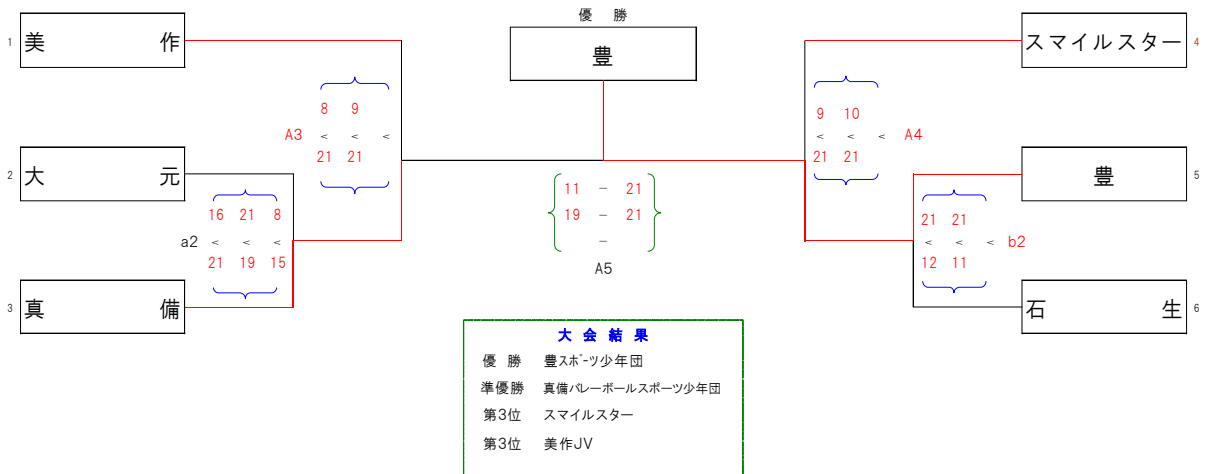 優 勝
豊
1 美 作
スマイルスター 4
8 9
A3 < < <
21 21
9 10
< < < A4
21 21
2 大 元
豊 5
16 21 8
a2 < < <
21 19 15
11 - 21
19 - 21
-
A5
21 21
< < < b2
12 11
3 真 備
石 生 6
大 会 結 果
優 勝 豊スポーツ少年団
準優勝 真備バレーボールスポーツ少年団
第3位 スマイルスター
第3位 美作JV